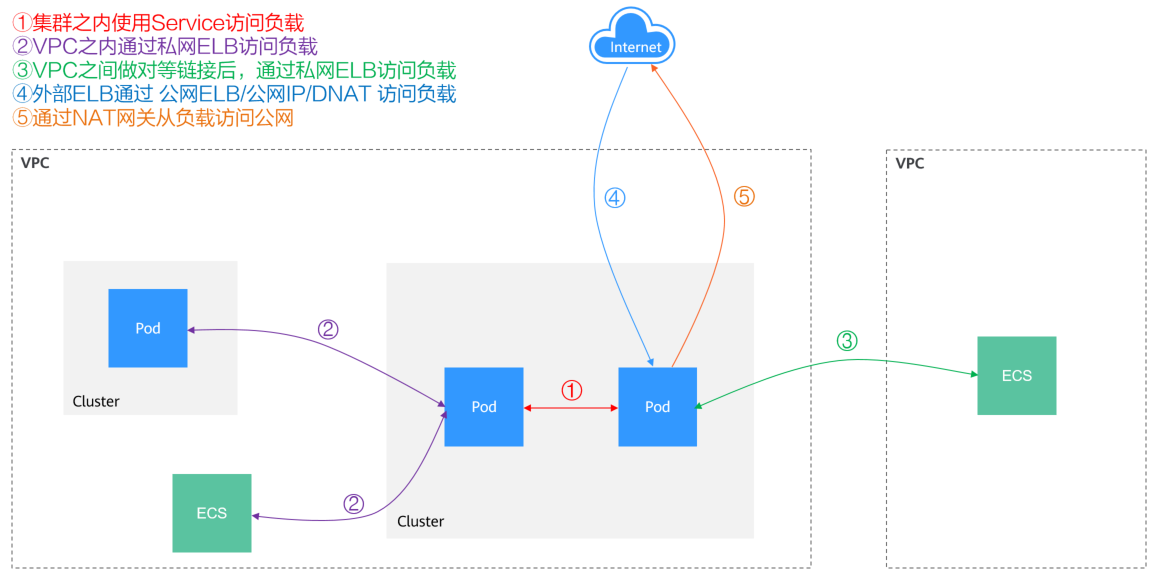 ①集群之内使用Service访问负载
②VPC之内通过私网ELB访问负载
③VPC之间做对等链接后，通过私网ELB访问负载
④外部ELB通过 公网ELB/公网IP/DNAT 访问负载
⑤通过NAT网关从负载访问公网
Internet
VPC
VPC
④
⑤
Pod
②
③
Cluster
Pod
①
Pod
ECS
ECS
②
Cluster